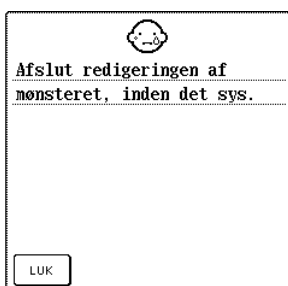 Afslut redigeringen af
mønsteret, inden det sys.
LUK